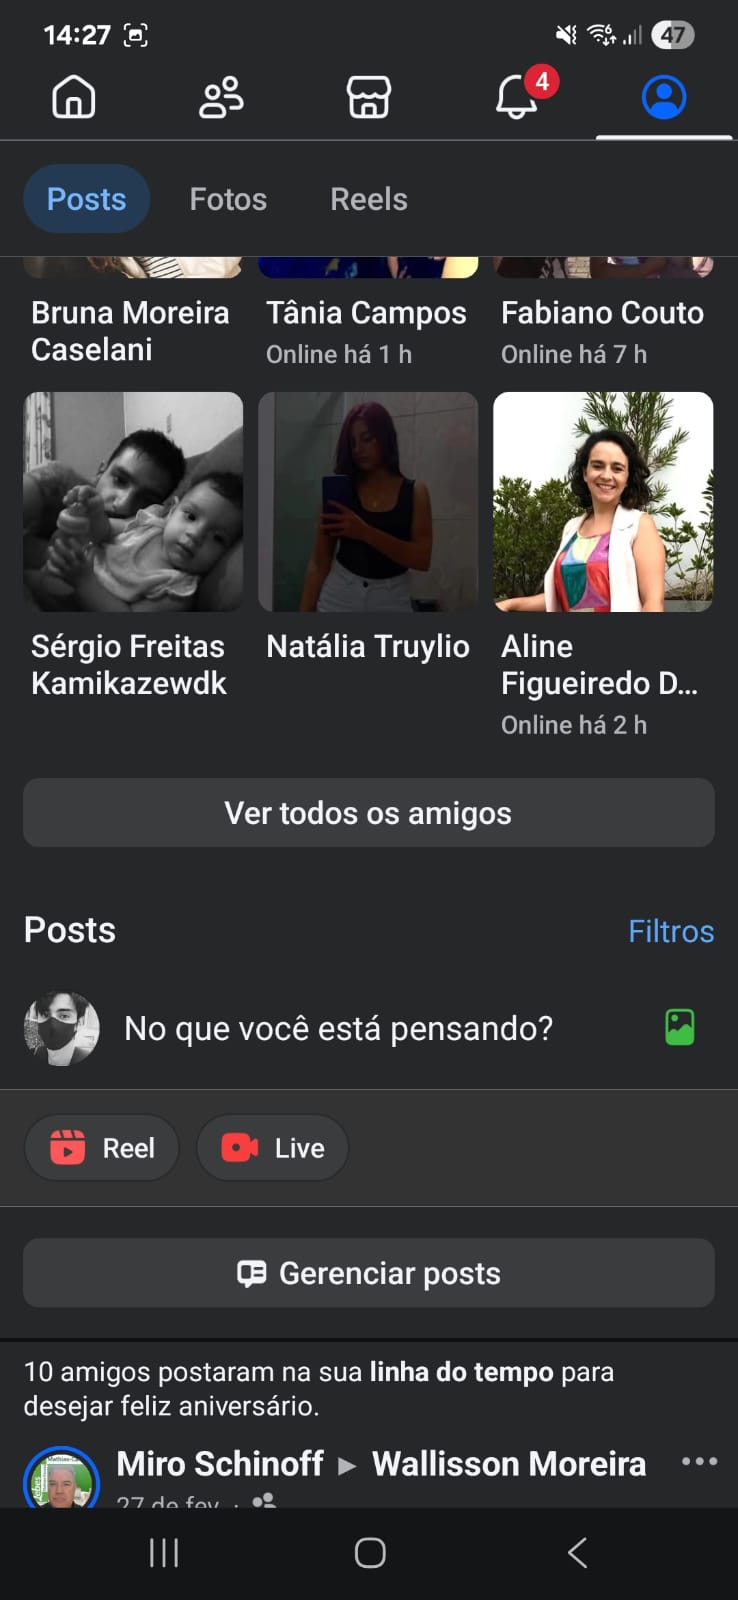 14:27
47
4
Posts Fotos Reels
Bruna Moreira Caselani
Tânia Campos
Online há 1 h
Fabiano Couto
Online há 7 h
Sérgio Freitas Kamikazewdk
Natália Truylio
Aline Figueiredo D...
Online há 2 h
Ver todos os amigos
Posts
Filtros
No que você está pensando?
Reel
Live
Gerenciar posts
10 amigos postaram na sua linha do tempo para
desejar feliz aniversário.
Miro Schinoff ▸ Wallisson Moreira
27 de fev ·